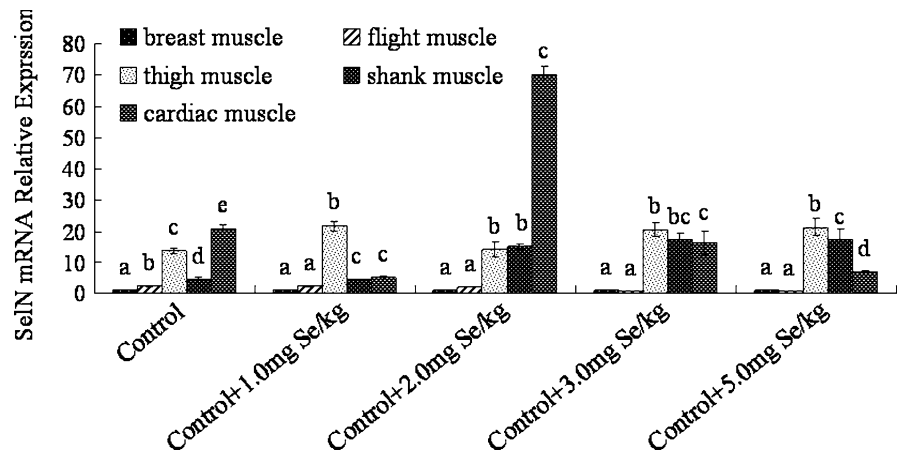 SelN mRNA Relative Exprssion
80
70
60
50
40
30
20
10
0
breast muscle
flight muscle
thigh muscle
shank muscle
cardiac muscle
a b c d e
a a b c c
a a b b c
a a b bc c
a a b c d
Control
Control+1.0mg Se/kg
Control+2.0mg Se/kg
Control+3.0mg Se/kg
Control+5.0mg Se/kg